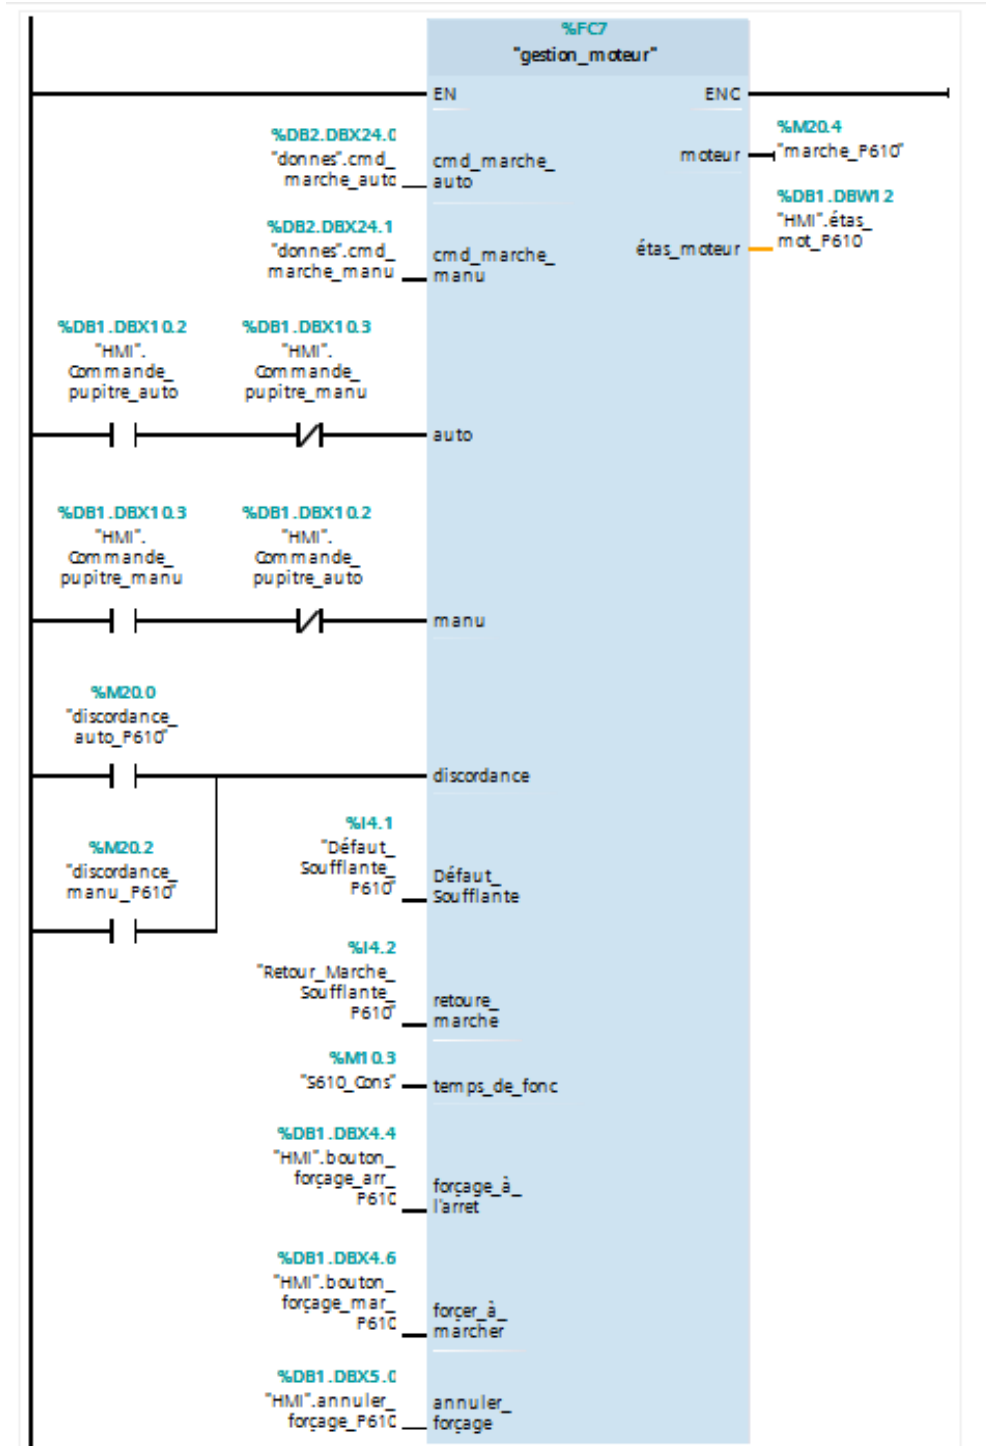 %FC7
"gestion_moteur"
EN
ENO
%DB2.DBX24.0
"donnes".cmd_
marche_auto
cmd_marche_
auto
moteur
%M20.4
"marche_P610"
%DB2.DBX24.1
"donnes".cmd_
marche_manu
cmd_marche_
manu
étas_moteur
%DB1.DBW12
"HMI".étas_
mot_P610
%DB1.DBX10.2
"HMI".
Commande_
pupitre_auto
%DB1.DBX10.3
"HMI".
Commande_
pupitre_manu
auto
%DB1.DBX10.3
"HMI".
Commande_
pupitre_manu
%DB1.DBX10.2
"HMI".
Commande_
pupitre_auto
manu
%M20.0
"discordance_
auto_P610"
discordance
%M20.2
"discordance_
manu_P610"
%I4.1
"Défaut_
Soufflante_
P610"
Défaut_
Soufflante
%I4.2
"Retour_Marche_
Soufflante_
P610"
retoure_
marche
%M10.3
"S610_Cons"
temps_de_fonc
%DB1.DBX4.4
"HMI".bouton_
forçage_arr_
P610
forçage_à_
l'arret
%DB1.DBX4.6
"HMI".bouton_
forçage_mar_
P610
forçer_à_
marcher
%DB1.DBX5.0
"HMI".annuler_
forçage_P610
annuler_
forçage